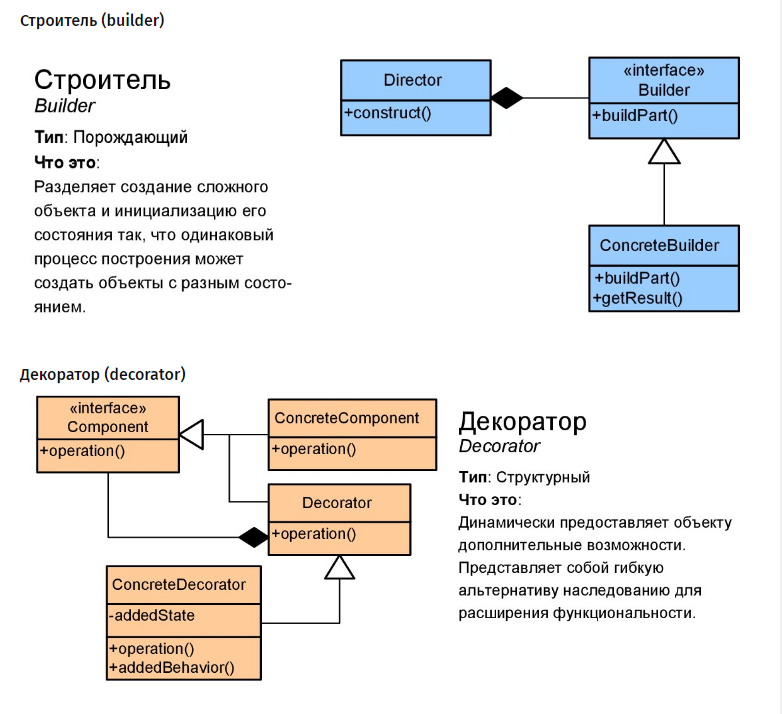 Строитель (builder)
Строитель
Builder
Тип: Порождающий
Что это:
Разделяет создание сложного
объекта и инициализацию его
состояния так, что одинаковый
процесс построения может
создать объекты с разным состо-
янием.
Director
+construct()
«interface»
Builder
+buildPart()
ConcreteBuilder
+buildPart()
+getResult()
Декоратор (decorator)
«interface»
Component
+operation()
ConcreteComponent
+operation()
Decorator
+operation()
ConcreteDecorator
-addedState
+operation()
+addedBehavior()
Декоратор
Decorator
Тип: Структурный
Что это:
Динамически предоставляет объекту
дополнительные возможности.
Представляет собой гибкую
альтернативу наследованию для
расширения функциональности.